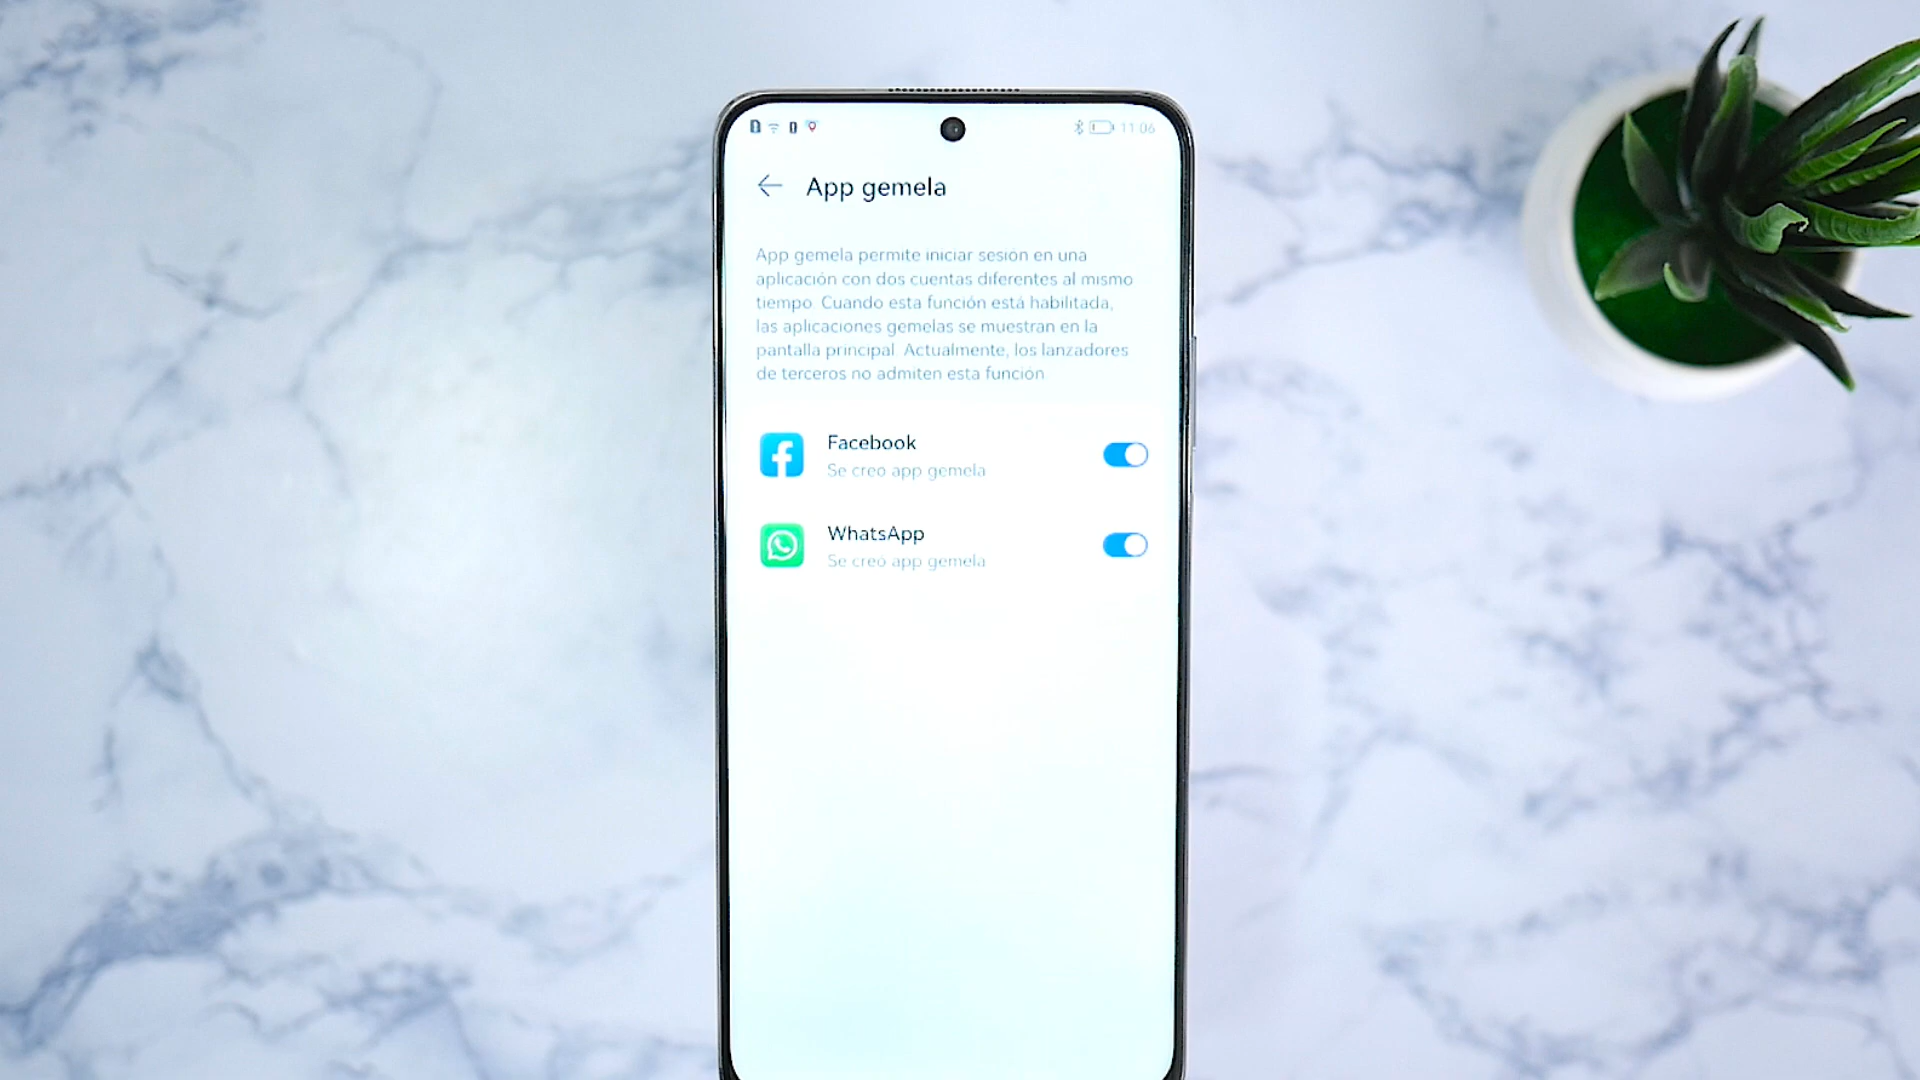 11:06
App gemela
App gemela permite iniciar sesión en una
aplicación con dos cuentas diferentes al mismo
tiempo. Cuando esta función está habilitada,
las aplicaciones gemelas se muestran en la
pantalla principal. Actualmente, los lanzadores
de terceros no admiten esta función.
Facebook
Se creó app gemela
WhatsApp
Se creó app gemela